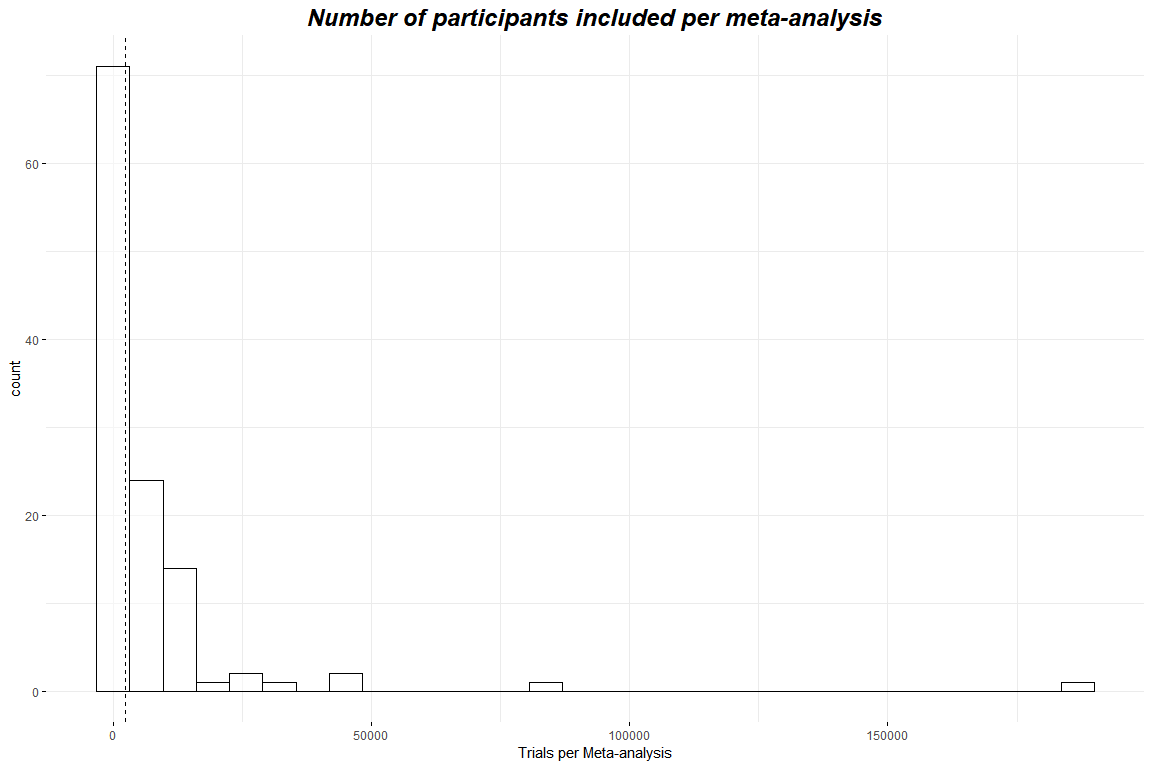 Number of participants included per meta-analysis
count
60
40
20
0
0
50000
100000
150000
Trials per Meta-analysis